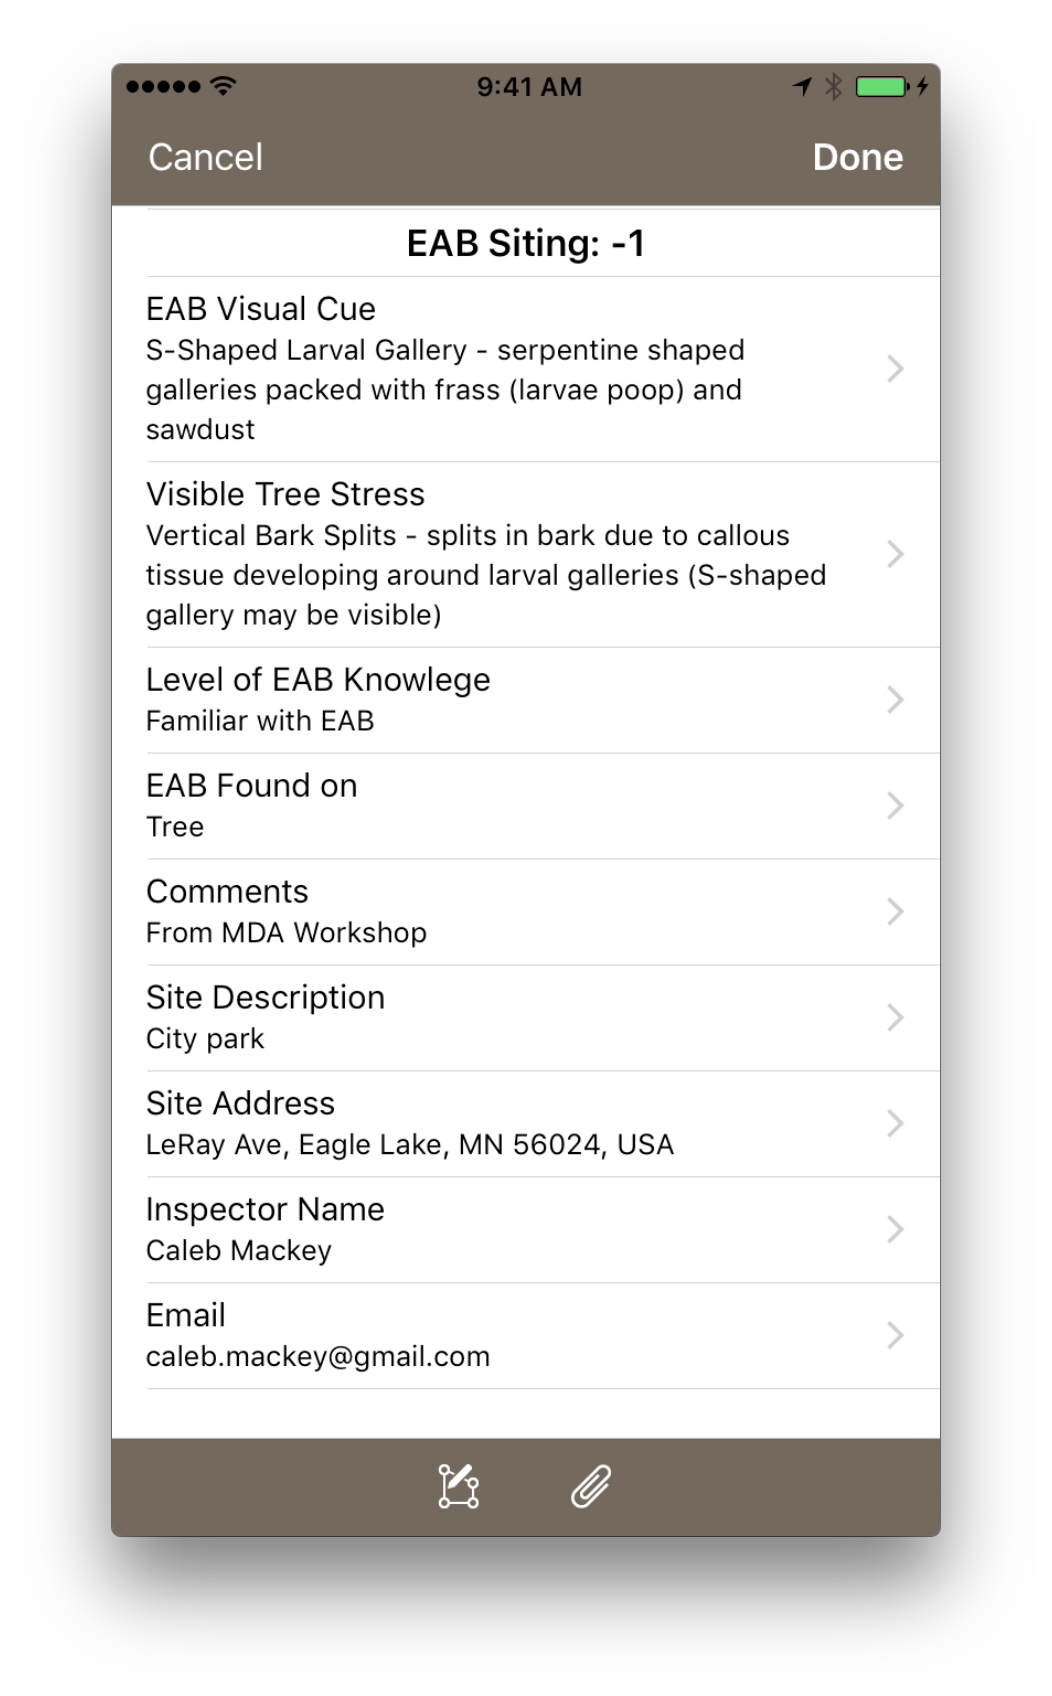 9:41 AM
Cancel
Done
EAB Siting: -1
EAB Visual Cue
S-Shaped Larval Gallery - serpentine shaped
galleries packed with frass (larvae poop) and
sawdust
Visible Tree Stress
Vertical Bark Splits - splits in bark due to callous
tissue developing around larval galleries (S-shaped
gallery may be visible)
Level of EAB Knowlege
Familiar with EAB
EAB Found on
Tree
Comments
From MDA Workshop
Site Description
City park
Site Address
LeRay Ave, Eagle Lake, MN 56024, USA
Inspector Name
Caleb Mackey
Email
caleb.mackey@gmail.com